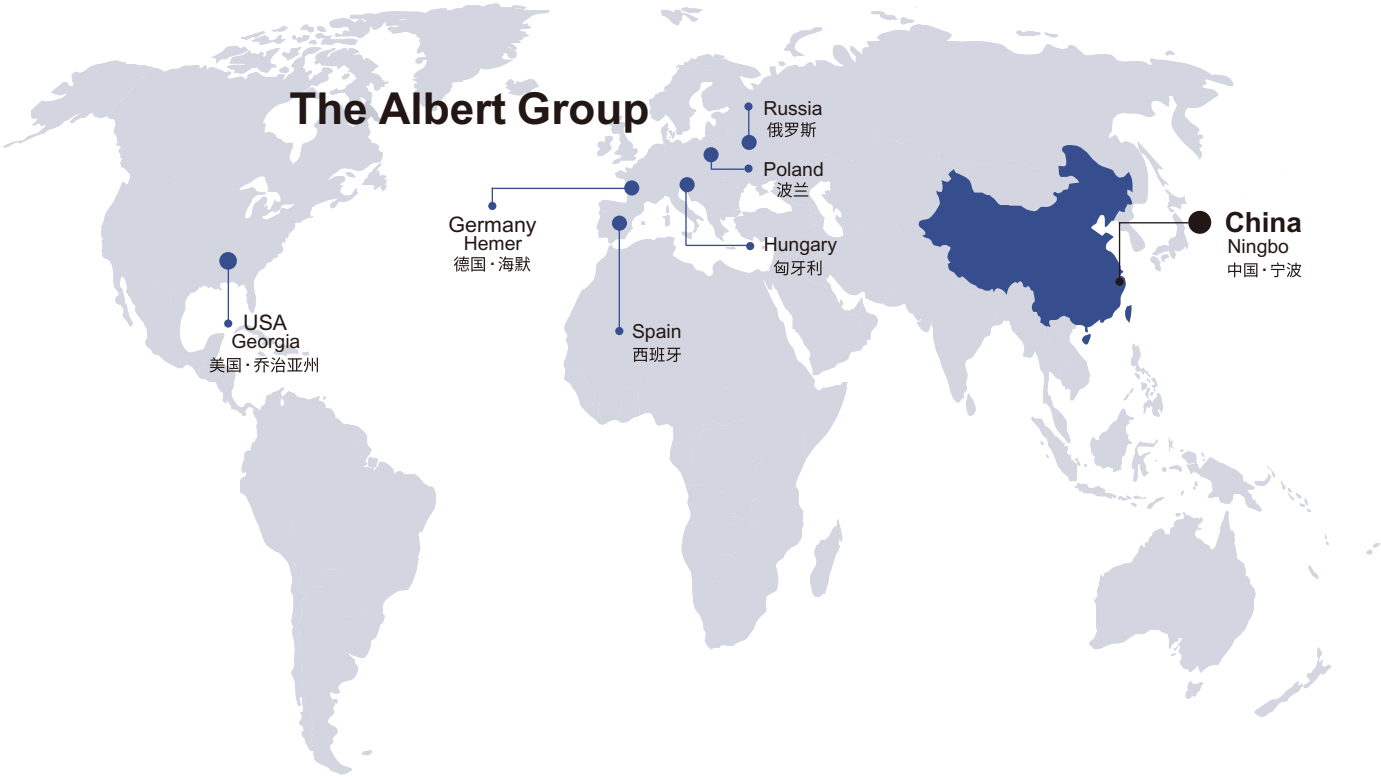 The Albert Group
Russia
俄罗斯
Poland
波兰
Germany
Hemer
德国·海默
Hungary
匈牙利
China
Ningbo
中国·宁波
USA
Georgia
美国·乔治亚州
Spain
西班牙